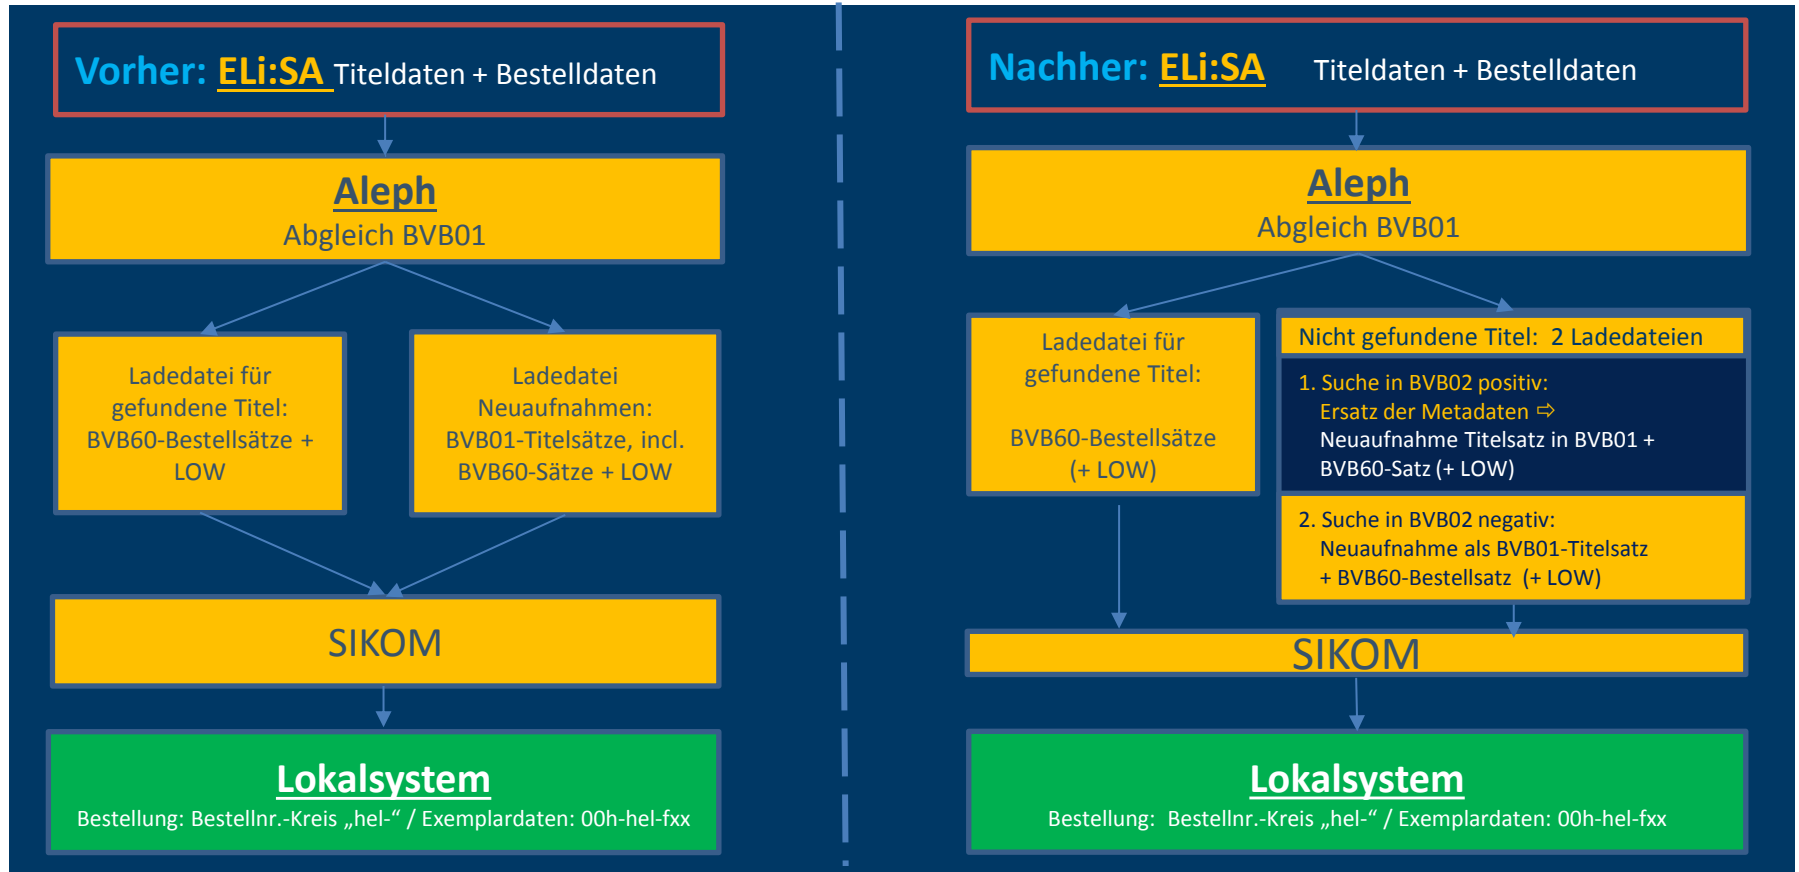 Vorher: ELi:SA Titeldaten + Bestelldaten
Aleph
Abgleich BVB01
Ladedatei für
gefundene Titel:
BVB60-Bestellsätze +
LOW
Ladedatei
Neuaufnahmen:
BVB01-Titelsätze, incl.
BVB60-Sätze + LOW
SIKOM
Lokalsystem
Bestellung: Bestellnr.-Kreis „hel-“ / Exemplardaten: 00h-hel-fxx
Nachher: ELi:SA Titeldaten + Bestelldaten
Aleph
Abgleich BVB01
Ladedatei für
gefundene Titel:
BVB60-Bestellsätze
(+ LOW)
Nicht gefundene Titel: 2 Ladedateien
1. Suche in BVB02 positiv:
Ersatz der Metadaten ⇨
Neuaufnahme Titelsatz in BVB01 +
BVB60-Satz (+ LOW)
2. Suche in BVB02 negativ:
Neuaufnahme als BVB01-Titelsatz
+ BVB60-Bestellsatz (+ LOW)
SIKOM
Lokalsystem
Bestellung: Bestellnr.-Kreis „hel-“ / Exemplardaten: 00h-hel-fxx